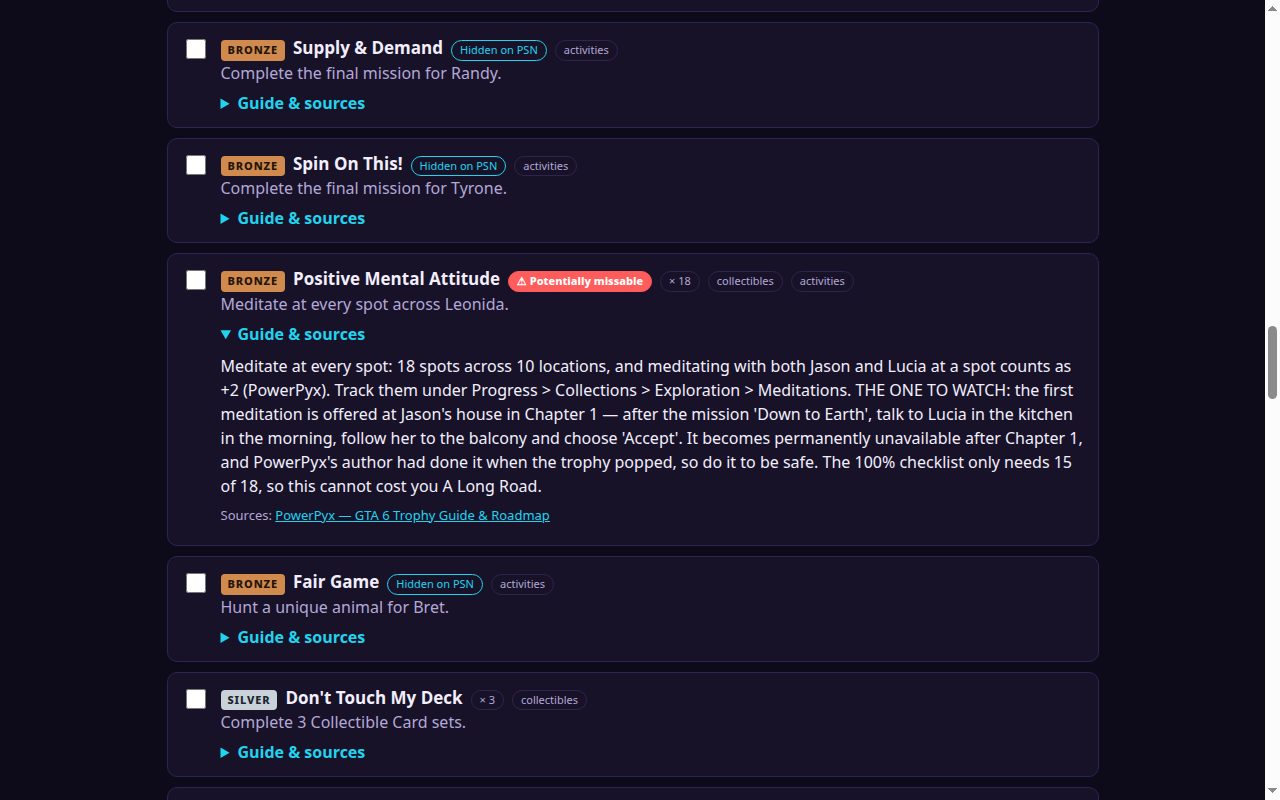 BRONZE Supply & Demand Hidden on PSN activities
Complete the final mission for Randy.
▶ Guide & sources
BRONZE Spin On This! Hidden on PSN activities
Complete the final mission for Tyrone.
▶ Guide & sources
BRONZE Positive Mental Attitude ⚠ Potentially missable × 18 collectibles activities
Meditate at every spot across Leonida.
▼ Guide & sources
Meditate at every spot: 18 spots across 10 locations, and meditating with both Jason and Lucia at a spot counts as
+2 (PowerPyx). Track them under Progress > Collections > Exploration > Meditations. THE ONE TO WATCH: the first
meditation is offered at Jason's house in Chapter 1 — after the mission 'Down to Earth', talk to Lucia in the kitchen
in the morning, follow her to the balcony and choose 'Accept'. It becomes permanently unavailable after Chapter 1,
and PowerPyx's author had done it when the trophy popped, so do it to be safe. The 100% checklist only needs 15
of 18, so this cannot cost you A Long Road.
Sources: PowerPyx — GTA 6 Trophy Guide & Roadmap
BRONZE Fair Game Hidden on PSN activities
Hunt a unique animal for Bret.
▶ Guide & sources
SILVER Don't Touch My Deck × 3 collectibles
Complete 3 Collectible Card sets.
▶ Guide & sources